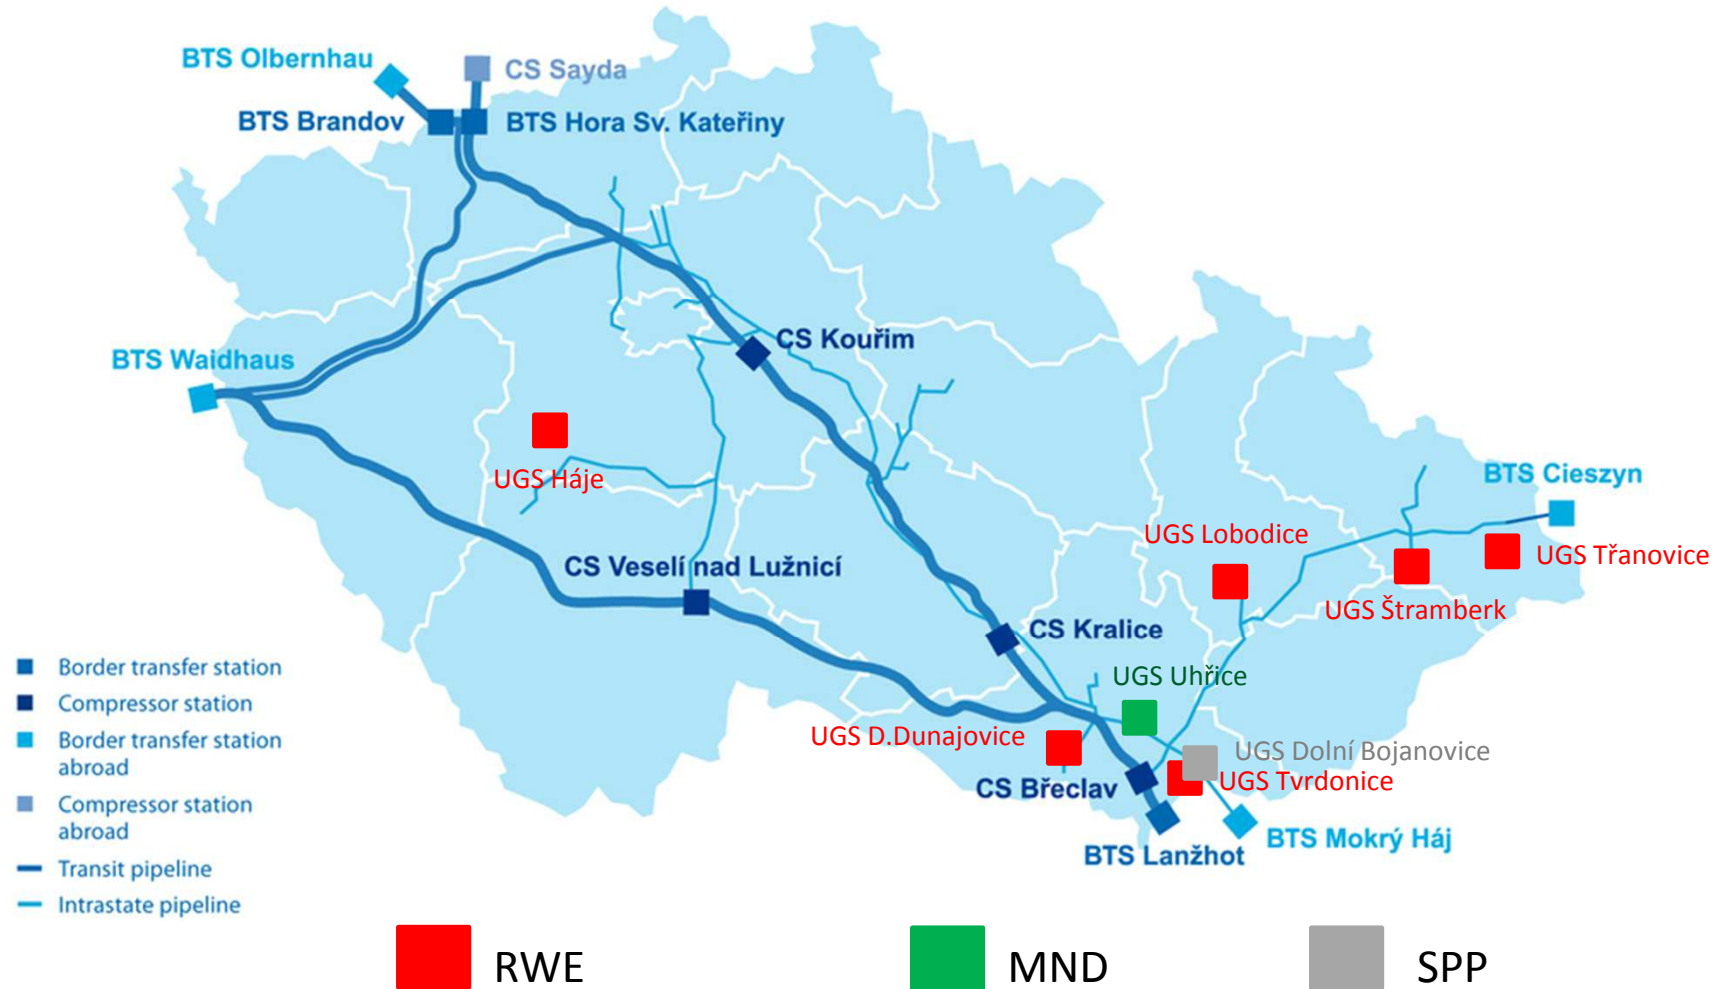 BTS Olbernhau
CS Sayda
BTS Brandov
BTS Hora Sv. Kateřiny
CS Kouřim
BTS Waidhaus
UGS Háje
BTS Cieszyn
UGS Lobodice
UGS Třanovice
CS Veselí nad Lužnicí
UGS Štramberk
CS Kralice
UGS Uhřice
UGS D.Dunajovice
UGS Dolní Bojanovice
UGS Tvrdonice
CS Břeclav
BTS Mokrý Háj
BTS Lanžhot
Border transfer station
Compressor station
Border transfer station
abroad
Compressor station
abroad
Transit pipeline
Intrastate pipeline
RWE
MND
SPP